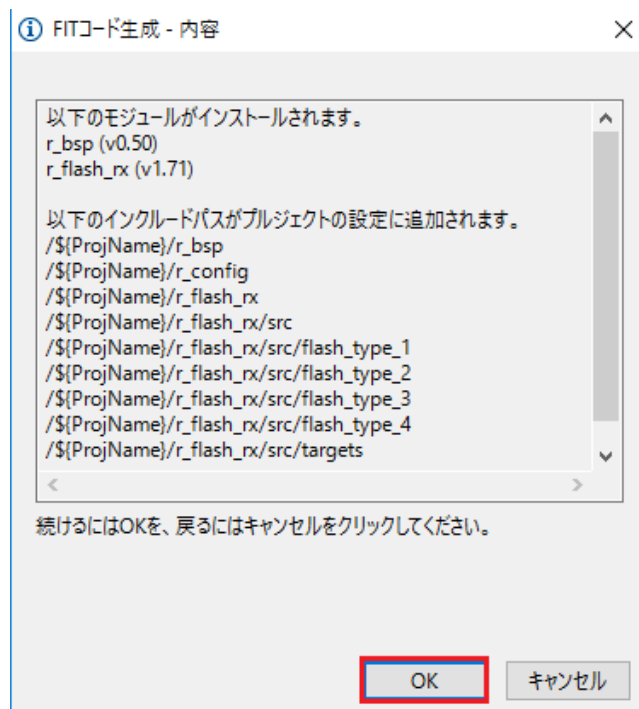 FITコード生成 - 内容
以下のモジュールがインストールされます。
r_bsp (v0.50)
r_flash_rx (v1.71)
以下のインクルードパスがプルジェクトの設定に追加されます。
/${ProjName}/r_bsp
/${ProjName}/r_config
/${ProjName}/r_flash_rx
/${ProjName}/r_flash_rx/src
/${ProjName}/r_flash_rx/src/flash_type_1
/${ProjName}/r_flash_rx/src/flash_type_2
/${ProjName}/r_flash_rx/src/flash_type_3
/${ProjName}/r_flash_rx/src/flash_type_4
/${ProjName}/r_flash_rx/src/targets
続けるにはOKを、戻るにはキャンセルをクリックしてください。
OK
キャンセル